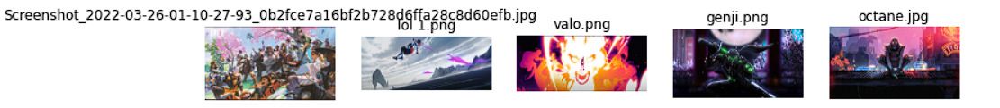 Screenshot_2022-03-26-01-10-27-93_0b2fce7a16bf2b728d6ffa28c8d60efb.jpg
lol 1.png
valo.png
genji.png
octane.jpg